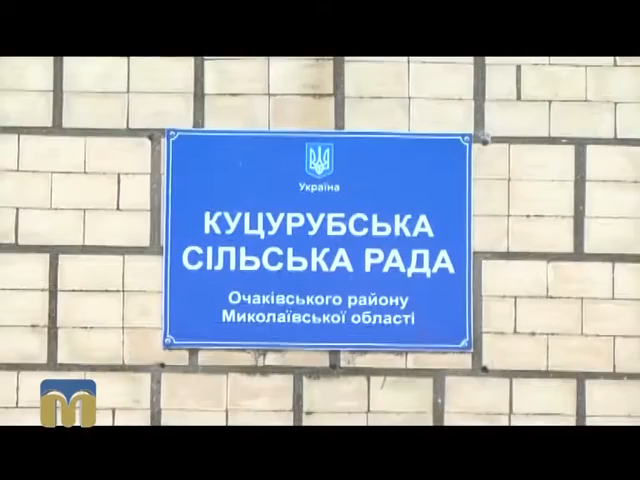 Україна
КУЦУРУБСЬКА
СІЛЬСЬКА РАДА
Очаківського району
Миколаївської області
M